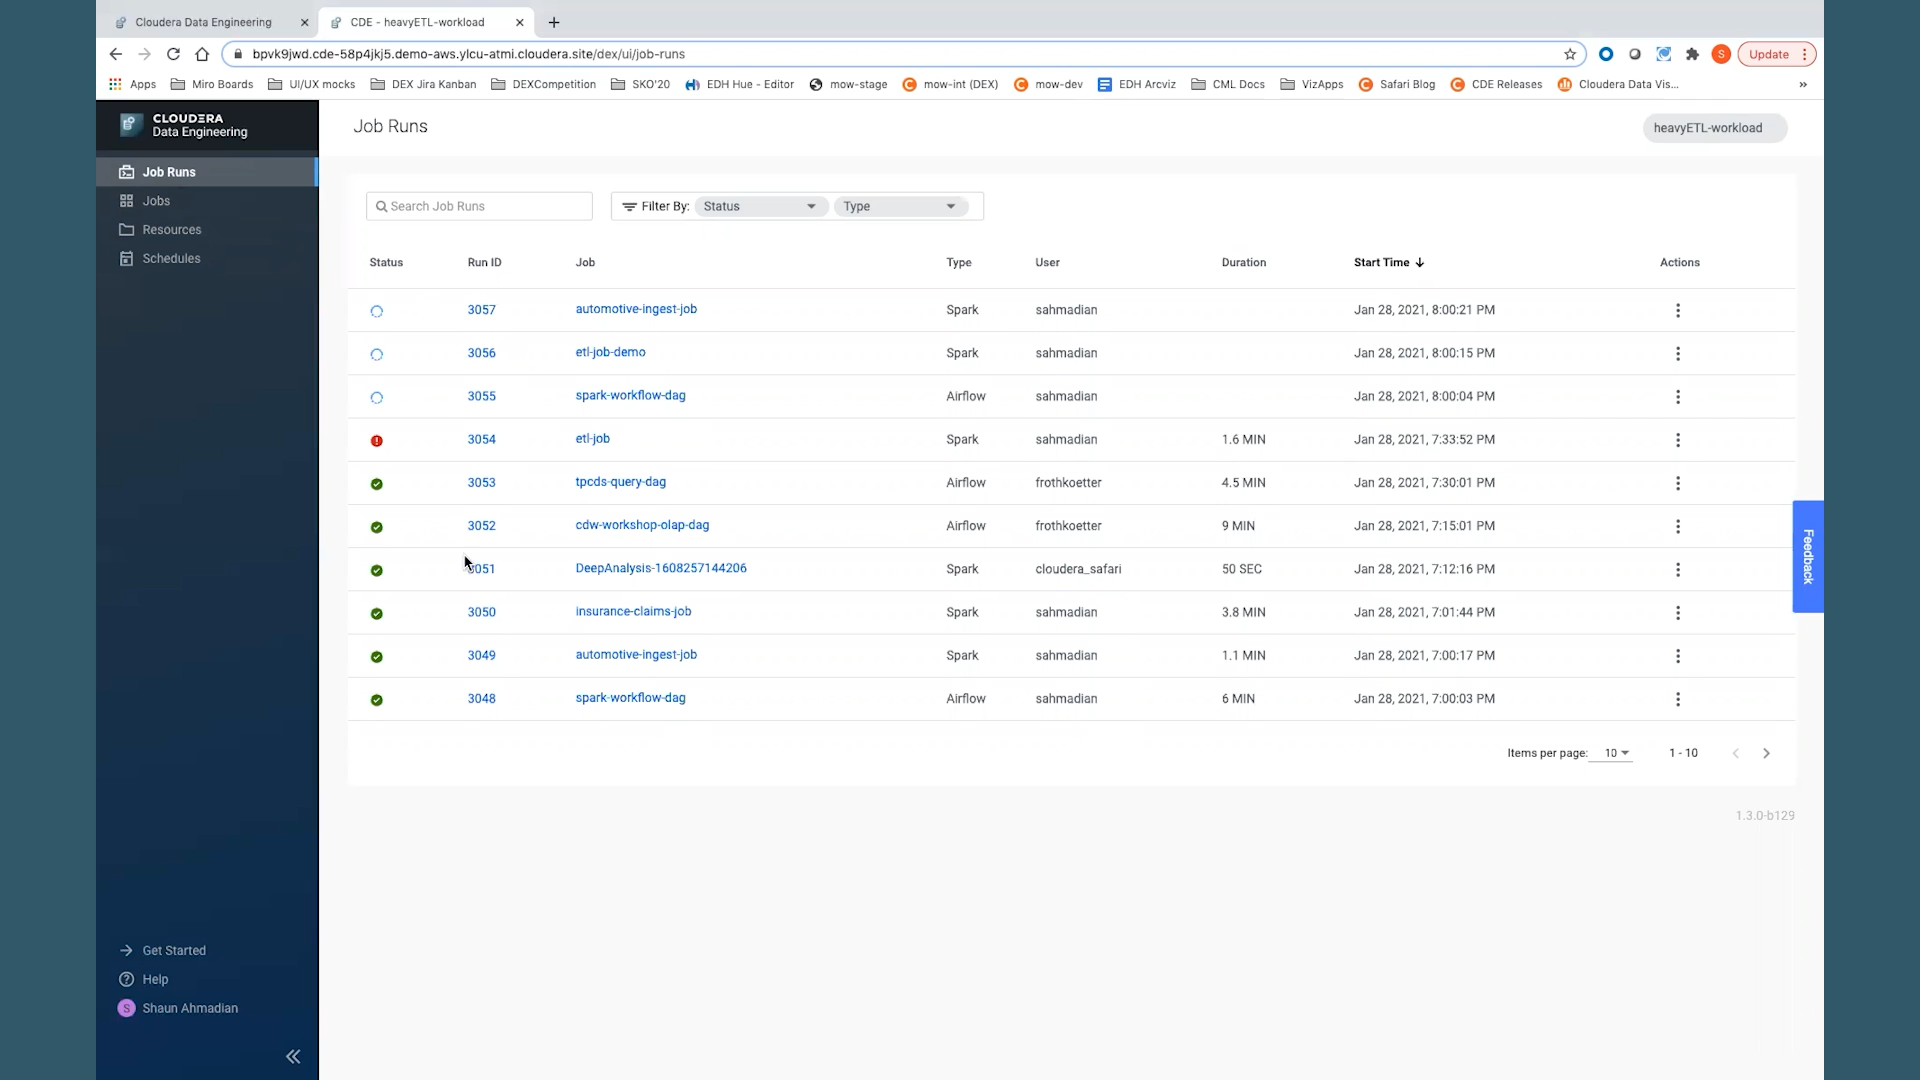 Cloudera Data Engineering
CDE - heavyETL-workload
bpvk9jwd.cde-58p4jkj5.demo-aws.ylcu-atmi.cloudera.site/dex/ui/job-runs
S
Update
Apps
Miro Boards
UI/UX mocks
DEX Jira Kanban
DEXCompetition
SKO'20
EDH Hue - Editor
mow-stage
mow-int (DEX)
mow-dev
EDH Arcviz
CML Docs
VizApps
Safari Blog
CDE Releases
Cloudera Data Vis...
»
CLOUDERA
Data Engineering
Job Runs
Jobs
Resources
Schedules
Get Started
Help
S Shaun Ahmadian
Job Runs
heavyETL-workload
Search Job Runs
Filter By: Status Type
Status Run ID Job Type User Duration Start Time Actions
3057 automotive-ingest-job Spark sahmadian Jan 28, 2021, 8:00:21 PM
3056 etl-job-demo Spark sahmadian Jan 28, 2021, 8:00:15 PM
3055 spark-workflow-dag Airflow sahmadian Jan 28, 2021, 8:00:04 PM
3054 etl-job Spark sahmadian 1.6 MIN Jan 28, 2021, 7:33:52 PM
3053 tpcds-query-dag Airflow frothkoetter 4.5 MIN Jan 28, 2021, 7:30:01 PM
3052 cdw-workshop-olap-dag Airflow frothkoetter 9 MIN Jan 28, 2021, 7:15:01 PM
3051 DeepAnalysis-1608257144206 Spark cloudera_safari 50 SEC Jan 28, 2021, 7:12:16 PM
3050 insurance-claims-job Spark sahmadian 3.8 MIN Jan 28, 2021, 7:01:44 PM
3049 automotive-ingest-job Spark sahmadian 1.1 MIN Jan 28, 2021, 7:00:17 PM
3048 spark-workflow-dag Airflow sahmadian 6 MIN Jan 28, 2021, 7:00:03 PM
Items per page: 10 1 - 10
1.3.0-b129
Feedback